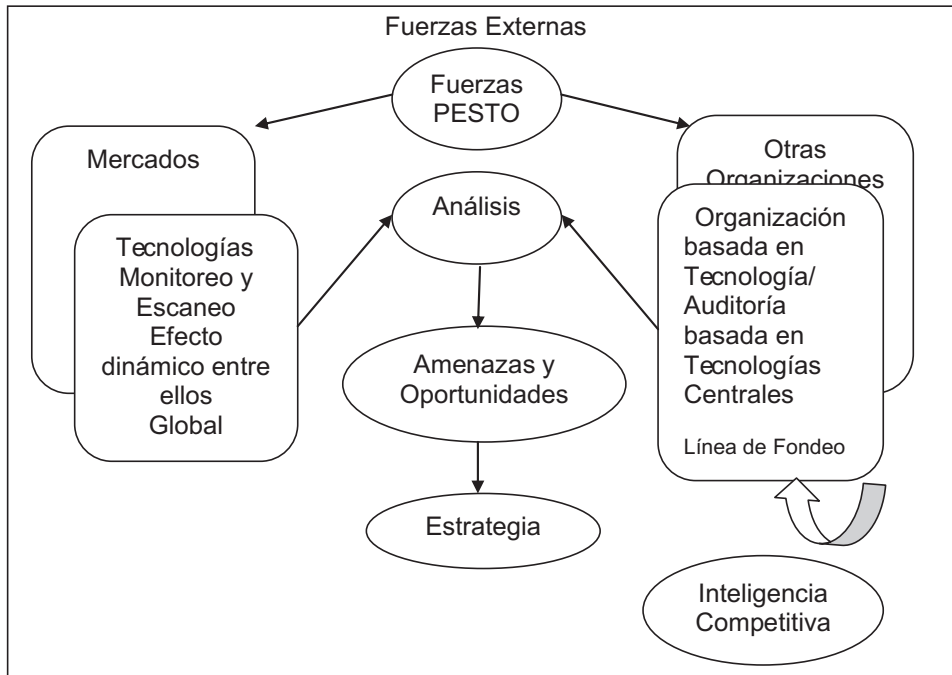 Fuerzas Externas
Fuerzas
PESTO
Mercados
Tecnologías
Monitoreo y
Escaneo
Efecto
dinámico entre
ellos
Global
Análisis
Amenazas y
Oportunidades
Estrategia
Otras
Organizaciones
Organización
basada en
Tecnología/
Auditoría
basada en
Tecnologías
Centrales
Línea de Fondeo
Inteligencia
Competitiva